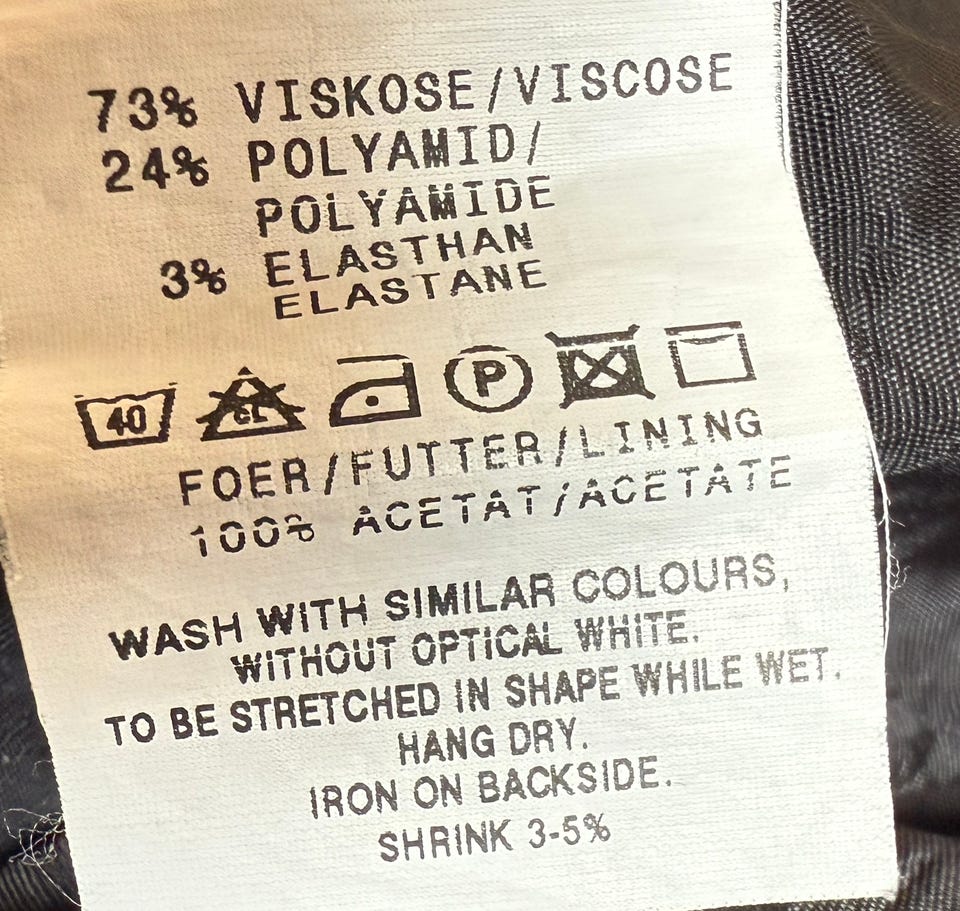 73% VISKOSE/VISCOSE
24% POLYAMID/
POLYAMIDE
3% ELASTHAN
ELASTANE
40 CL P
FOER/FUTTER/LINING
100% ACETAT/ACETATE
WASH WITH SIMILAR COLOURS,
WITHOUT OPTICAL WHITE.
TO BE STRETCHED IN SHAPE WHILE WET.
HANG DRY.
IRON ON BACKSIDE.
SHRINK 3-5%